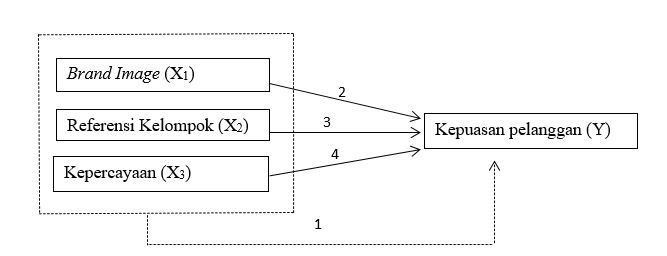 Brand Image (X₁)
2
Referensi Kelompok (X₂)
3
Kepuasan pelanggan (Y)
4
Kepercayaan (X₃)
1